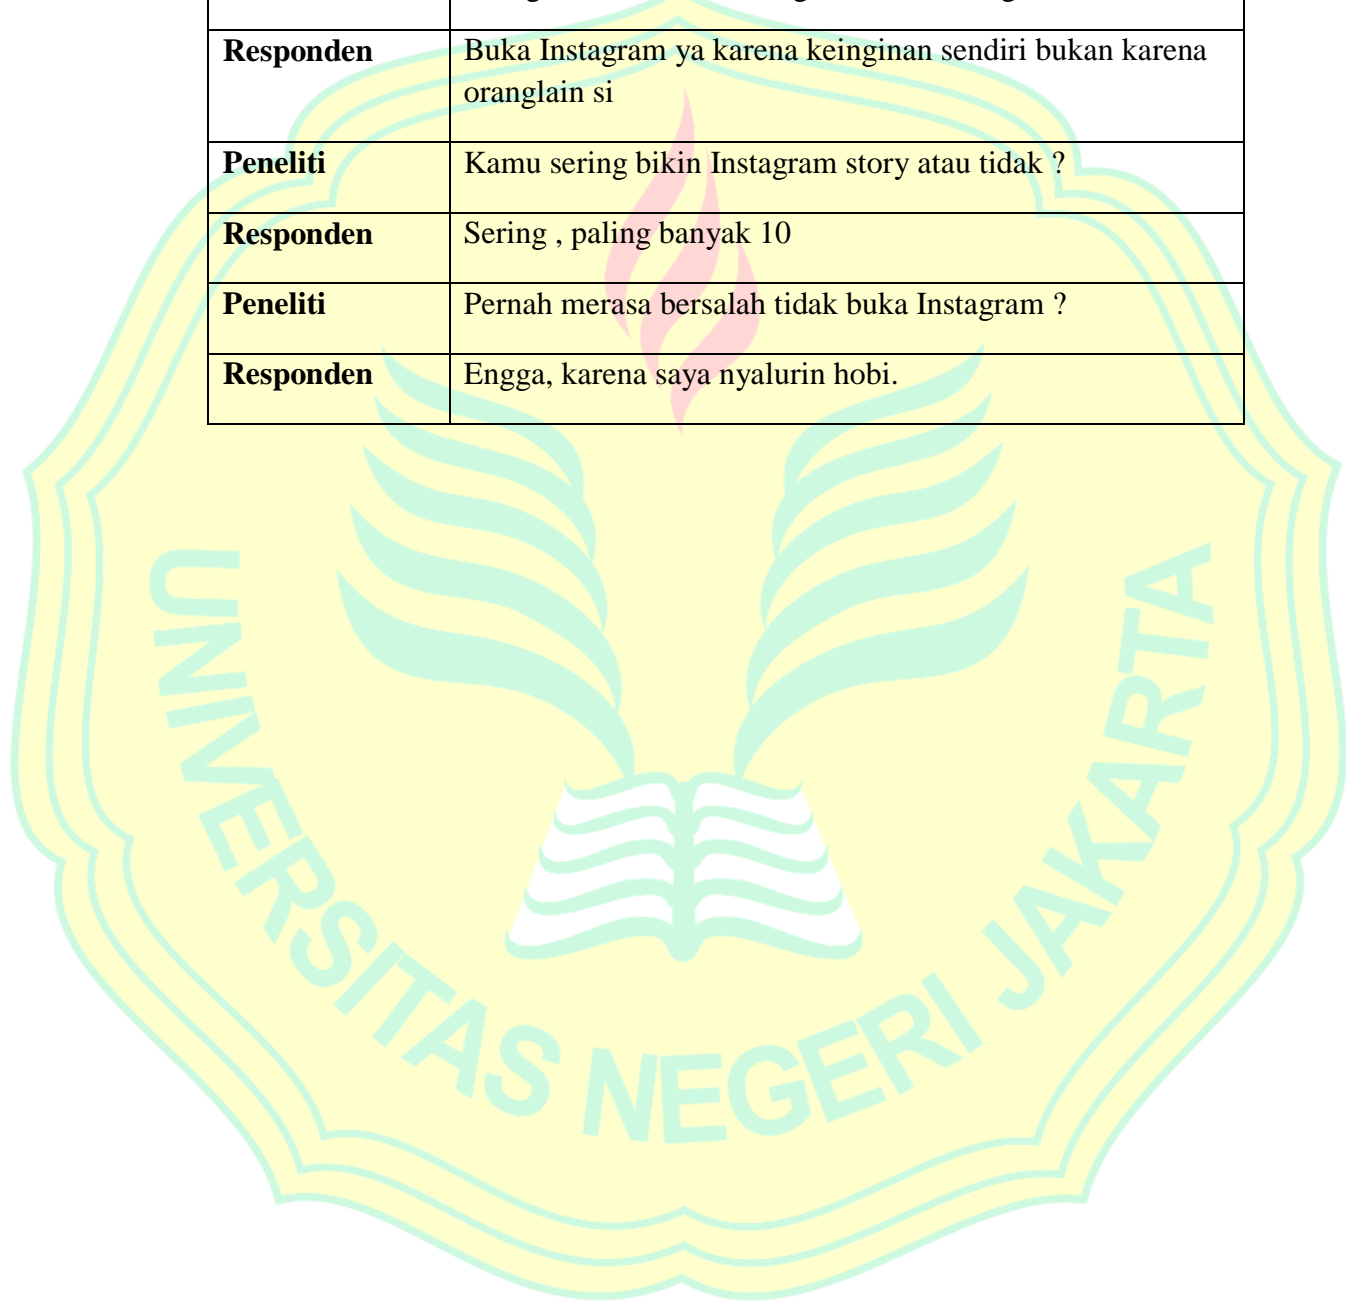 Responden Buka Instagram ya karena keinginan sendiri bukan karena
oranglain si
Peneliti Kamu sering bikin Instagram story atau tidak ?
Responden Sering , paling banyak 10
Peneliti Pernah merasa bersalah tidak buka Instagram ?
Responden Engga, karena saya nyalurin hobi.
UNIVERSITAS NEGERI JAKARTA